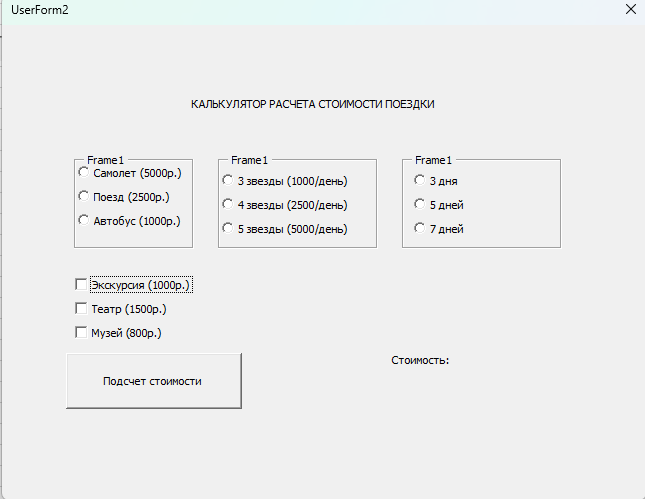 UserForm2
КАЛЬКУЛЯТОР РАСЧЕТА СТОИМОСТИ ПОЕЗДКИ
Frame1
Самолет (5000р.)
Поезд (2500р.)
Автобус (1000р.)
Frame1
3 звезды (1000/день)
4 звезды (2500/день)
5 звезды (5000/день)
Frame1
3 дня
5 дней
7 дней
Экскурсия (1000р.)
Театр (1500р.)
Музей (800р.)
Подсчет стоимости
Стоимость: